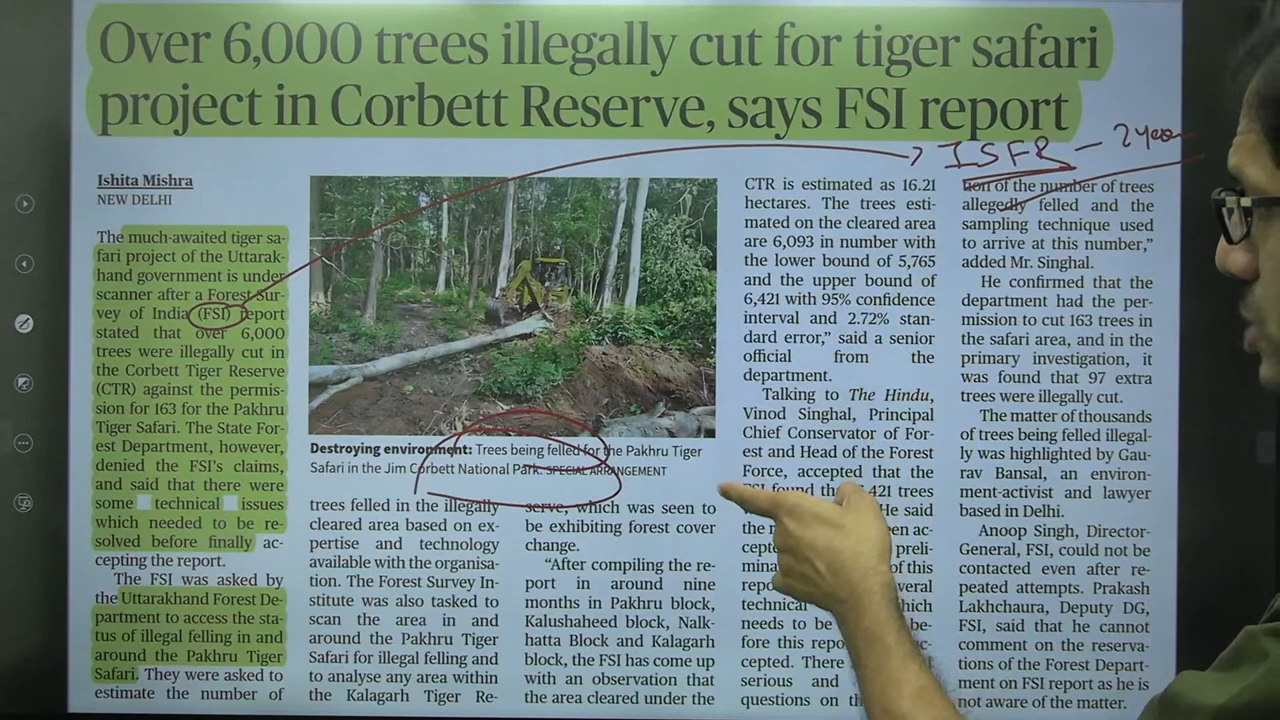 Over 6,000 trees illegally cut for tiger safari
project in Corbett Reserve, says FSI report
ISFR – 2 year
Ishita Mishra
NEW DELHI
The much-awaited tiger sa-
fari project of the Uttarak-
hand government is under
scanner after a Forest Sur-
vey of India (FSI) report
stated that over 6,000
trees were illegally cut in
the Corbett Tiger Reserve
(CTR) against the permis-
sion for 163 for the Pakhru
Tiger Safari. The State For-
est Department, however,
denied the FSI's claims,
and said that there were
some technical issues
which needed to be re-
solved before finally ac-
cepting the report.
The FSI was asked by
the Uttarakhand Forest De-
partment to access the sta-
tus of illegal felling in and
around the Pakhru Tiger
Safari. They were asked to
estimate the number of
Destroying environment: Trees being felled for the Pakhru Tiger
Safari in the Jim Corbett National Park. SPECIAL ARRANGEMENT
trees felled in the illegally
cleared area based on ex-
pertise and technology
available with the organisa-
tion. The Forest Survey In-
stitute was also tasked to
scan the area in and
around the Pakhru Tiger
Safari for illegal felling and
to analyse any area within
the Kalagarh Tiger Re-
serve, which was seen to
be exhibiting forest cover
change.
"After compiling the re-
port in around nine
months in Pakhru block,
Kalushaheed block, Nalk-
hatta Block and Kalagarh
block, the FSI has come up
with an observation that
the area cleared under the
CTR is estimated as 16.21
hectares. The trees esti-
mated on the cleared area
are 6,093 in number with
the lower bound of 5,765
and the upper bound of
6,421 with 95% confidence
interval and 2.72% stan-
dard error," said a senior
official from the
department.
Talking to The Hindu,
Vinod Singhal, Principal
Chief Conservator of For-
est and Head of the Forest
Force, accepted that the
FSI found 421 trees
He said
the
preli-
of this
technical which
needs to be be-
fore this
cepted. There
serious and
questions on
tion of the number of trees
allegedly felled and the
sampling technique used
to arrive at this number,"
added Mr. Singhal.
He confirmed that the
department had the per-
mission to cut 163 trees in
the safari area, and in the
primary investigation, it
was found that 97 extra
trees were illegally cut.
The matter of thousands
of trees being felled illegal-
ly was highlighted by Gau-
rav Bansal, an environ-
ment-activist and lawyer
based in Delhi.
Anoop Singh, Director-
General, FSI, could not be
contacted even after re-
peated attempts. Prakash
Lakhchaura, Deputy DG,
FSI, said that he cannot
comment on the reserva-
tions of the Forest Depart-
ment on FSI report as he is
not aware of the matter.